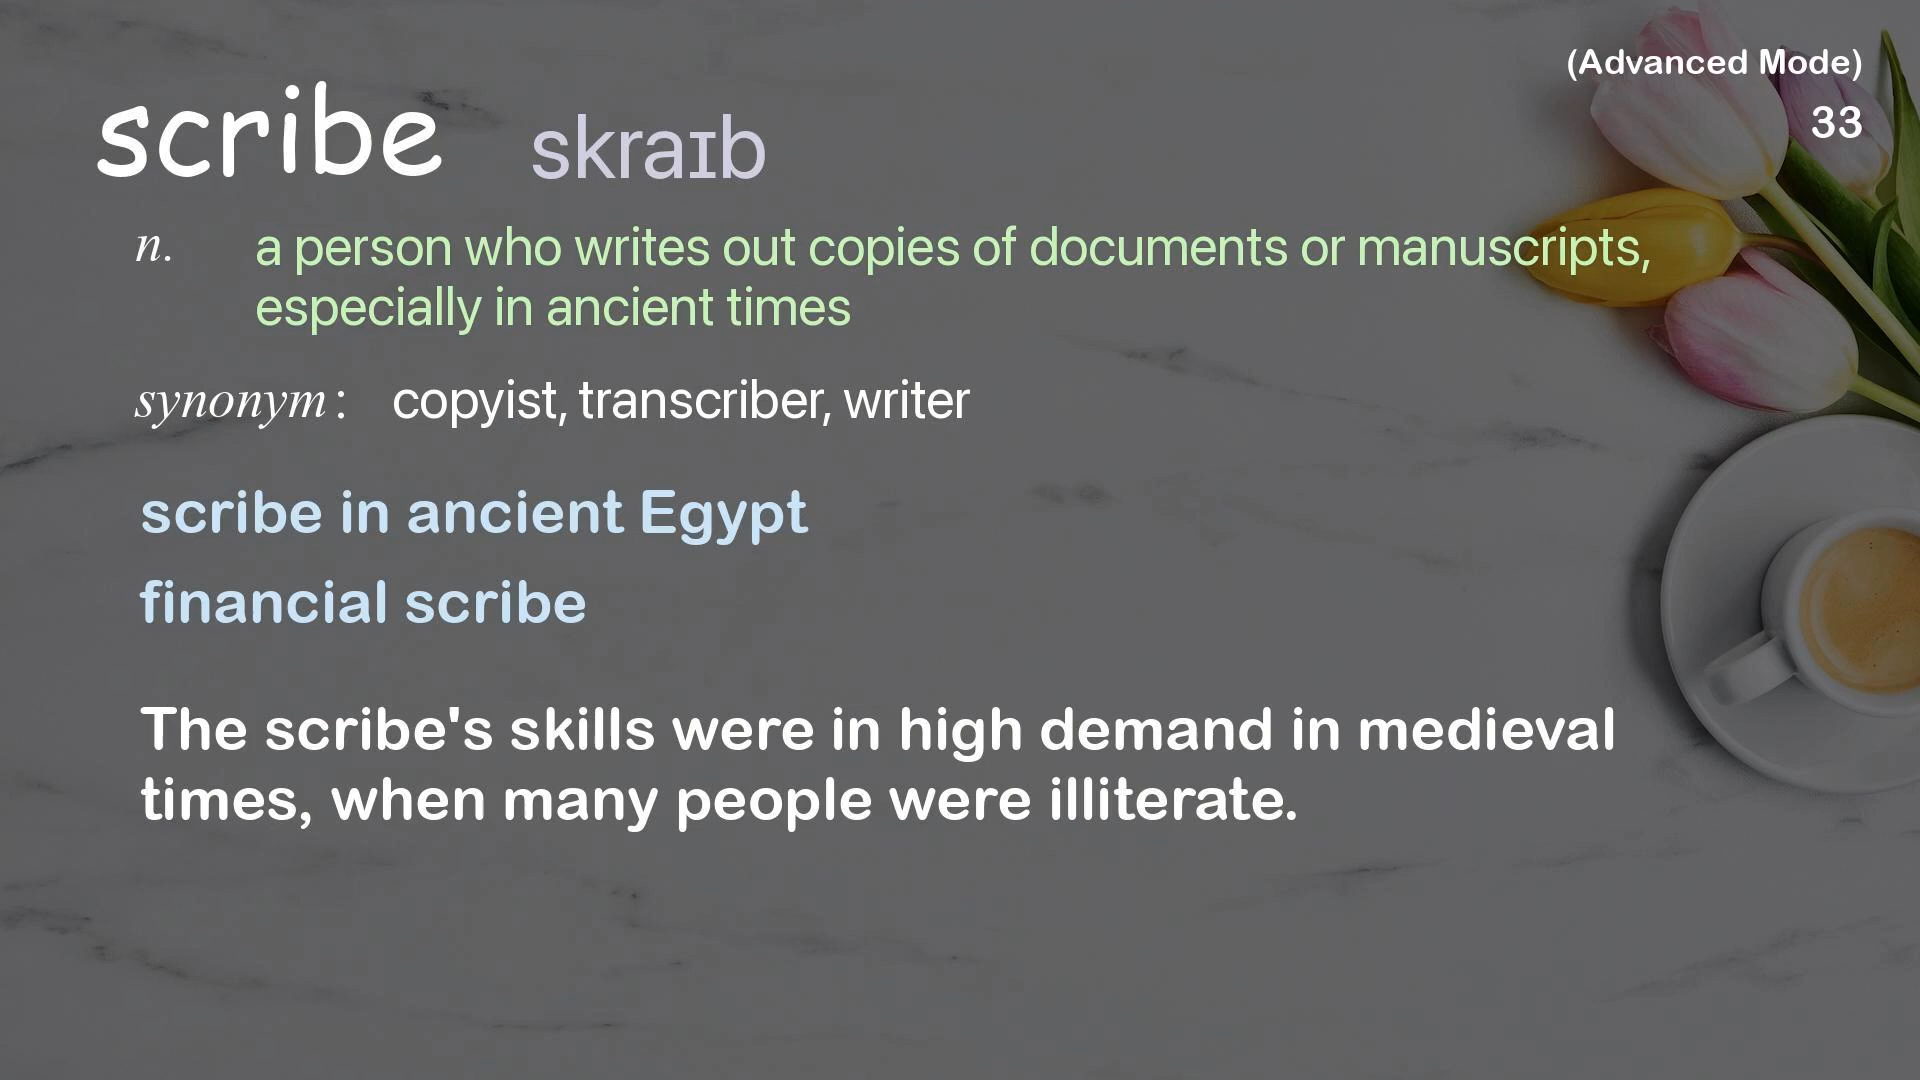 (Advanced Mode)
33
scribe skraɪb
n. a person who writes out copies of documents or manuscripts,
especially in ancient times
synonym: copyist, transcriber, writer
scribe in ancient Egypt
financial scribe
The scribe's skills were in high demand in medieval
times, when many people were illiterate.